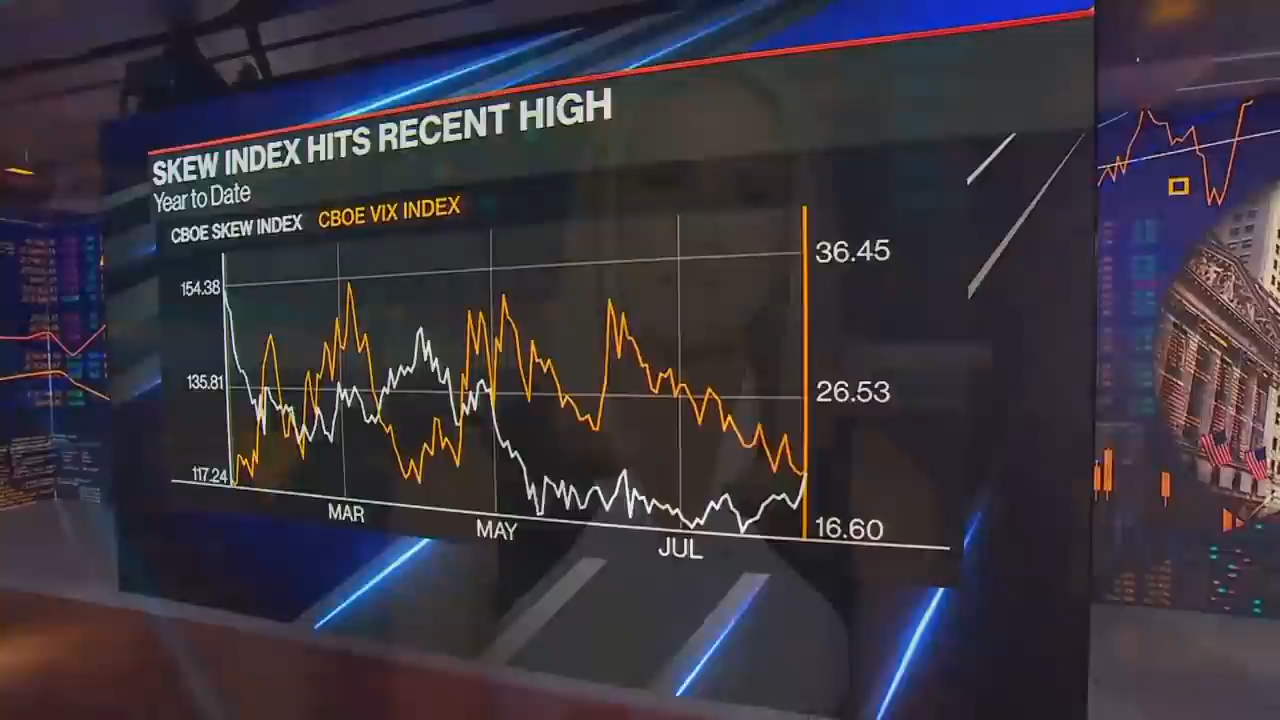 SKEW INDEX HITS RECENT HIGH
Year to Date
CBOE SKEW INDEX CBOE VIX INDEX
36.45
154.38
135.81
26.53
117.24
16.60
MAR
MAY
JUL